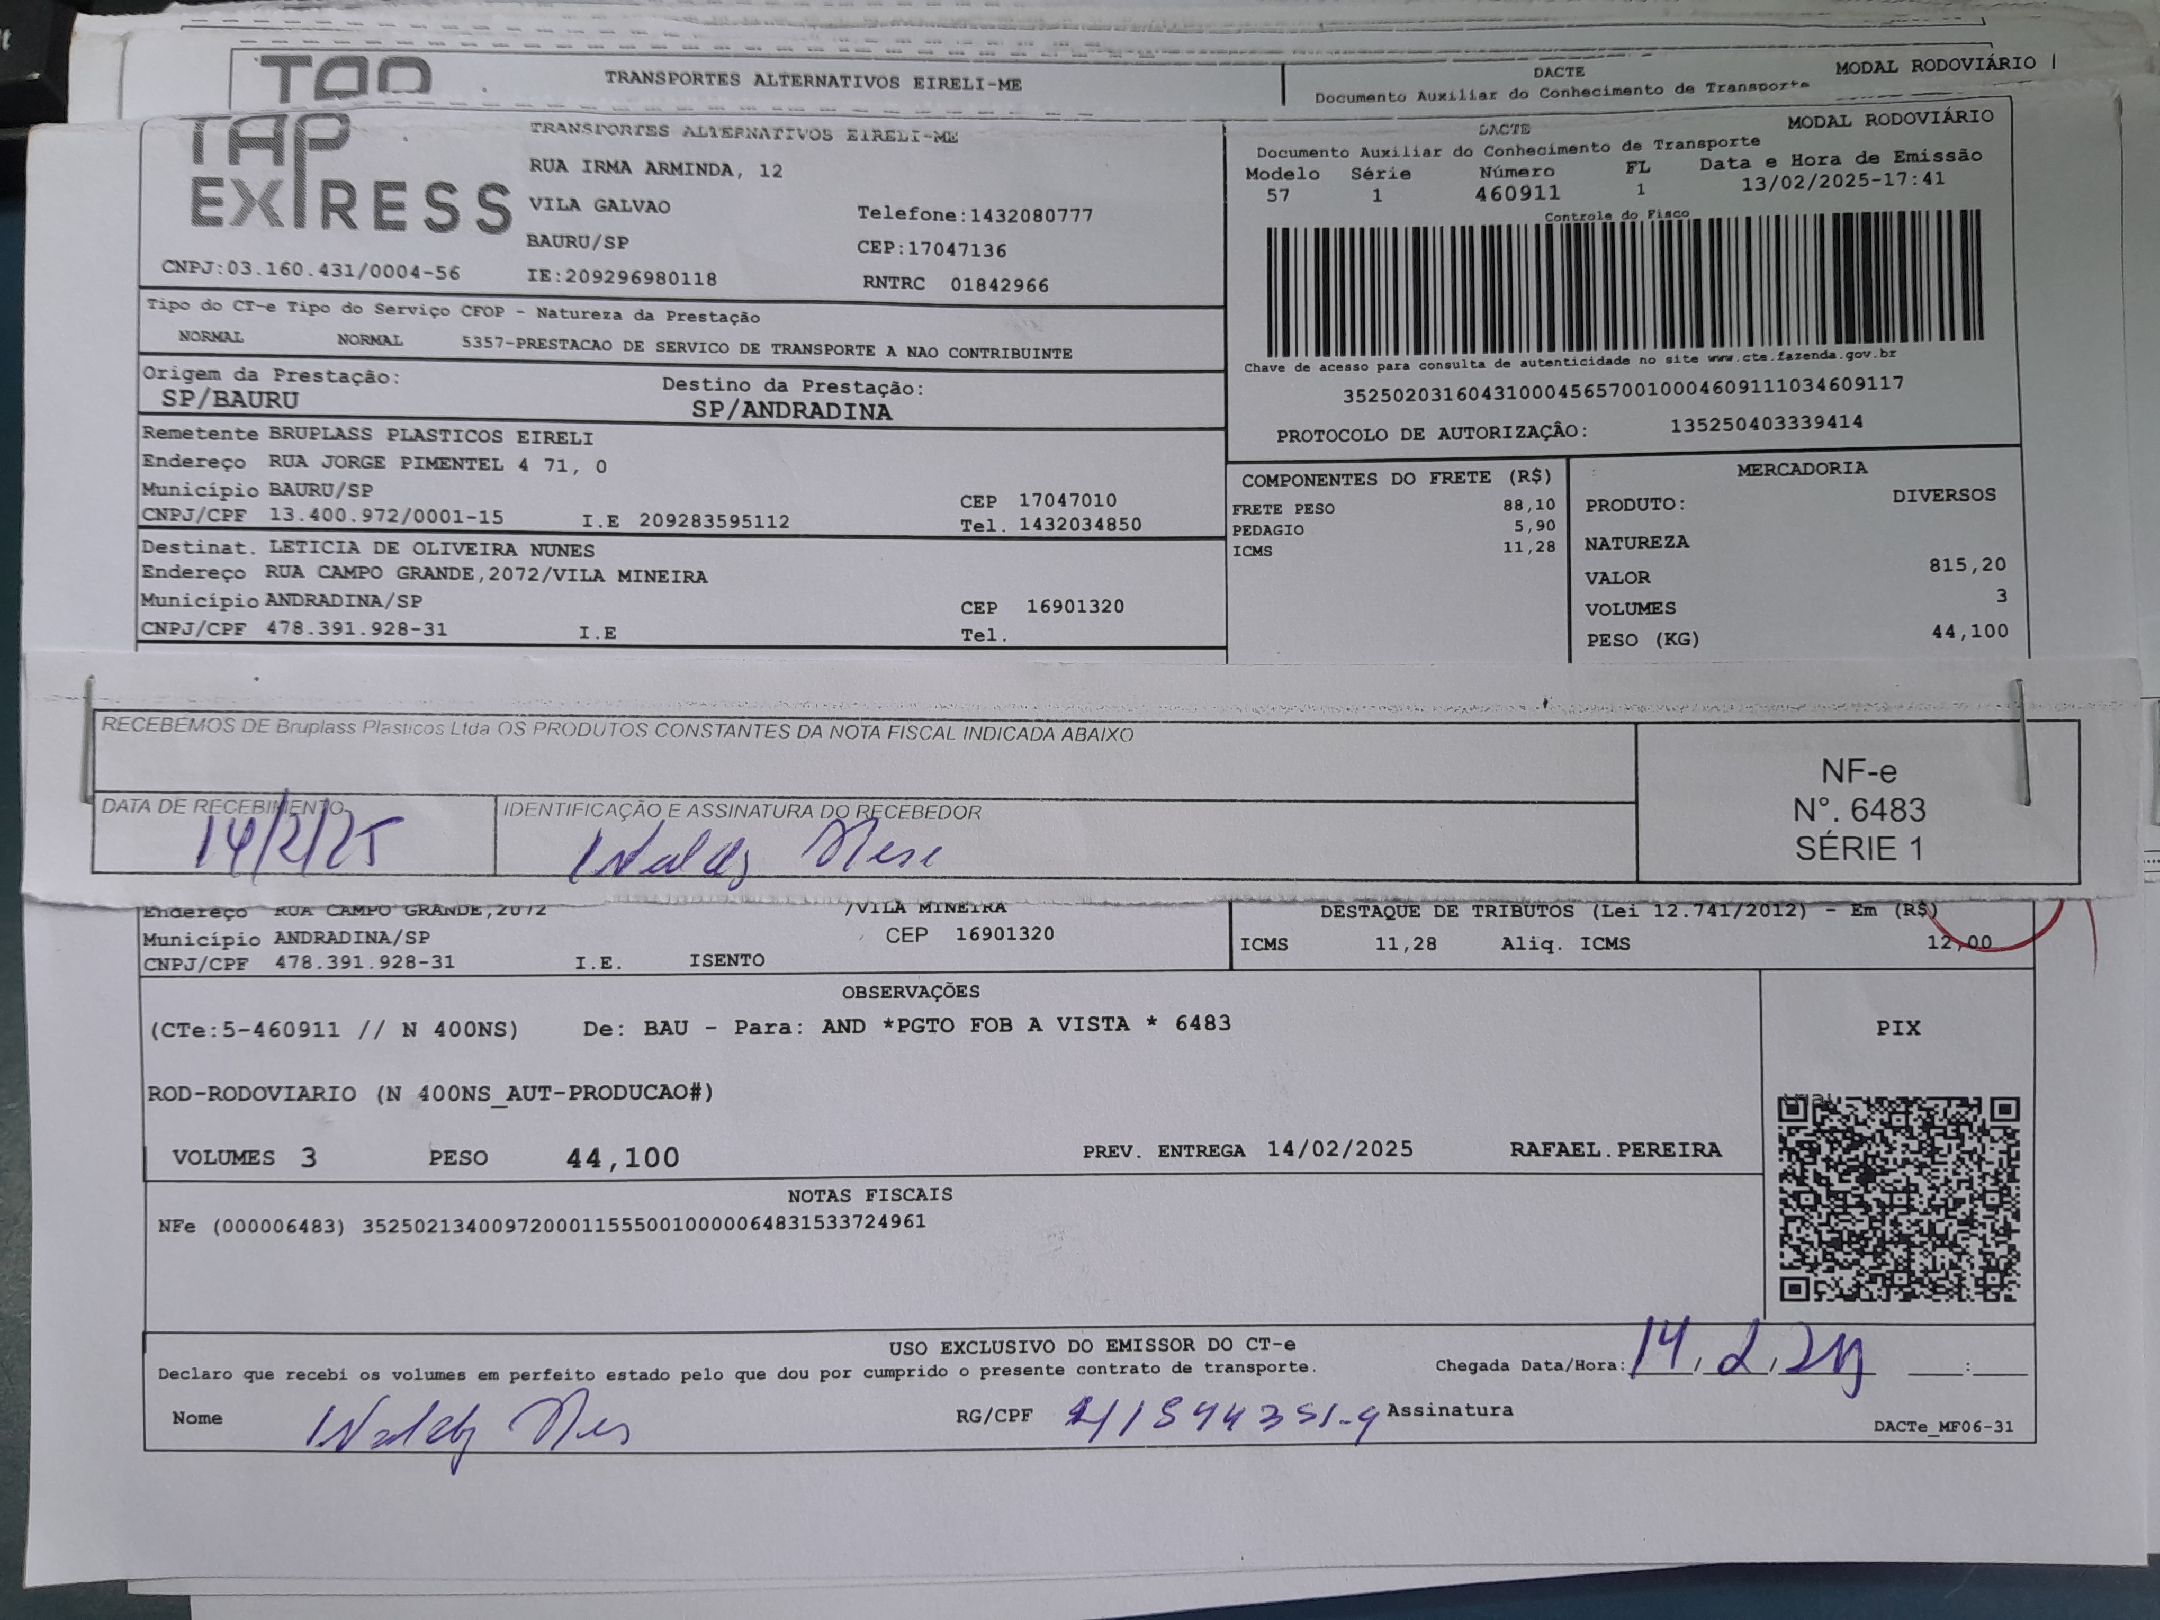 TRANSPORTES ALTERNATIVOS EIRELI-ME
DACTE
MODAL RODOVIÁRIO
Documento Auxiliar do Conhecimento de Transporte
TAP
EXPRESS
TRANSPORTES ALTERNATIVOS EIRELI-ME
RUA IRMA ARMINDA, 12
VILA GALVAO
Telefone:1432080777
BAURU/SP
CEP:17047136
CNPJ:03.160.431/0004-56
IE:209296980118
RNTRC 01842966
DACTE
MODAL RODOVIÁRIO
Documento Auxiliar do Conhecimento de Transporte
Modelo Série Número FL Data e Hora de Emissão
57 1 460911 1 13/02/2025-17:41
Controle do Fisco
Chave de acesso para consulta de autenticidade no site www.cte.fazenda.gov.br
35250203160431000456570010004609111034609117
PROTOCOLO DE AUTORIZAÇÃO: 135250403339414
Tipo do CT-e Tipo do Serviço CFOP - Natureza da Prestação
NORMAL NORMAL 5357-PRESTACAO DE SERVICO DE TRANSPORTE A NAO CONTRIBUINTE
Origem da Prestação: Destino da Prestação:
SP/BAURU SP/ANDRADINA
Remetente BRUPLASS PLASTICOS EIRELI
Endereço RUA JORGE PIMENTEL 4 71, 0
Município BAURU/SP CEP 17047010
CNPJ/CPF 13.400.972/0001-15 I.E 209283595112 Tel. 1432034850
Destinat. LETICIA DE OLIVEIRA NUNES
Endereço RUA CAMPO GRANDE,2072/VILA MINEIRA
Município ANDRADINA/SP CEP 16901320
CNPJ/CPF 478.391.928-31 I.E Tel.
COMPONENTES DO FRETE (R$)
FRETE PESO 88,10
PEDAGIO 5,90
ICMS 11,28
MERCADORIA
PRODUTO: DIVERSOS
NATUREZA
VALOR 815,20
VOLUMES 3
PESO (KG) 44,100
RECEBEMOS DE Bruplass Plasticos Ltda OS PRODUTOS CONSTANTES DA NOTA FISCAL INDICADA ABAIXO
DATA DE RECEBIMENTO
14/2/25
IDENTIFICAÇÃO E ASSINATURA DO RECEBEDOR
NF-e
N°. 6483
SÉRIE 1
Endereço RUA CAMPO GRANDE,2072 /VILA MINEIRA
Município ANDRADINA/SP CEP 16901320
CNPJ/CPF 478.391.928-31 I.E. ISENTO
DESTAQUE DE TRIBUTOS (Lei 12.741/2012) - Em (R$)
ICMS 11,28 Aliq. ICMS 12,00
OBSERVAÇÕES
(CTe:5-460911 // N 400NS) De: BAU - Para: AND *PGTO FOB A VISTA * 6483
ROD-RODOVIARIO (N 400NS_AUT-PRODUCAO#)
VOLUMES 3 PESO 44,100 PREV. ENTREGA 14/02/2025 RAFAEL.PEREIRA
PIX
NOTAS FISCAIS
NFe (000006483) 35250213400972000115550010000064831533724961
USO EXCLUSIVO DO EMISSOR DO CT-e
Declaro que recebi os volumes em perfeito estado pelo que dou por cumprido o presente contrato de transporte.
Chegada Data/Hora: 14/2/
Nome
RG/CPF
Assinatura
DACTe_MF06-31